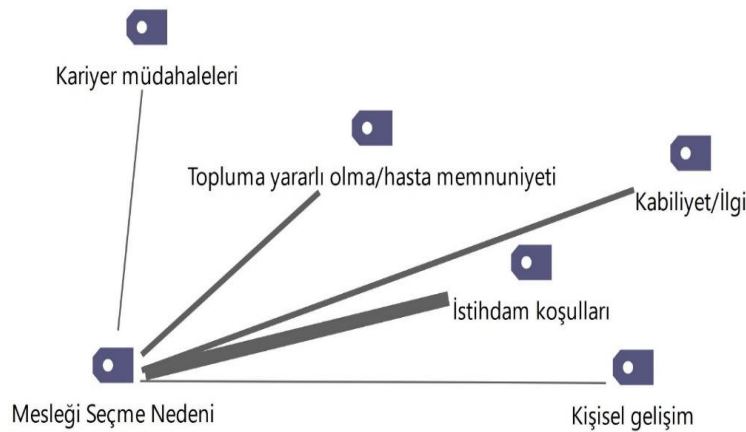 Kariyer müdahaleleri
Topluma yararlı olma/hasta memnuniyeti
Kabiliyet/İlgi
İstihdam koşulları
Mesleği Seçme Nedeni
Kişisel gelişim